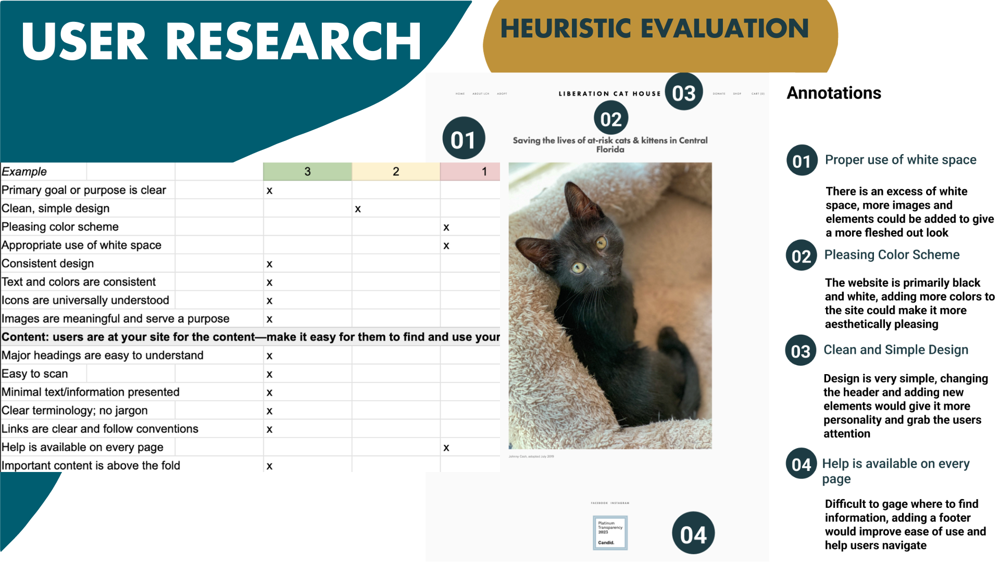 USER RESEARCH
HEURISTIC EVALUATION
HOME ABOUT LCH ADOPT
LIBERATION CAT HOUSE
03
DONATE SHOP CART (0)
02
01
Saving the lives of at-risk cats & kittens in Central
Florida
Example 3 2 1
Primary goal or purpose is clear x
Clean, simple design x
Pleasing color scheme x
Appropriate use of white space x
Consistent design x
Text and colors are consistent x
Icons are universally understood x
Images are meaningful and serve a purpose x
Content: users are at your site for the content—make it easy for them to find and use your
Major headings are easy to understand x
Easy to scan x
Minimal text/information presented x
Clear terminology; no jargon x
Links are clear and follow conventions x
Help is available on every page x
Important content is above the fold x
Johnny Cash, adopted July 2019
FACEBOOK INSTAGRAM
Platinum
Transparency
2023
Candid.
04
Annotations
01 Proper use of white space
There is an excess of white
space, more images and
elements could be added to give
a more fleshed out look
02 Pleasing Color Scheme
The website is primarily black
and white, adding more colors to
the site could make it more
aesthetically pleasing
03 Clean and Simple Design
Design is very simple, changing
the header and adding new
elements would give it more
personality and grab the users
attention
04 Help is available on every
page
Difficult to gage where to find
information, adding a footer
would improve ease of use and
help users navigate